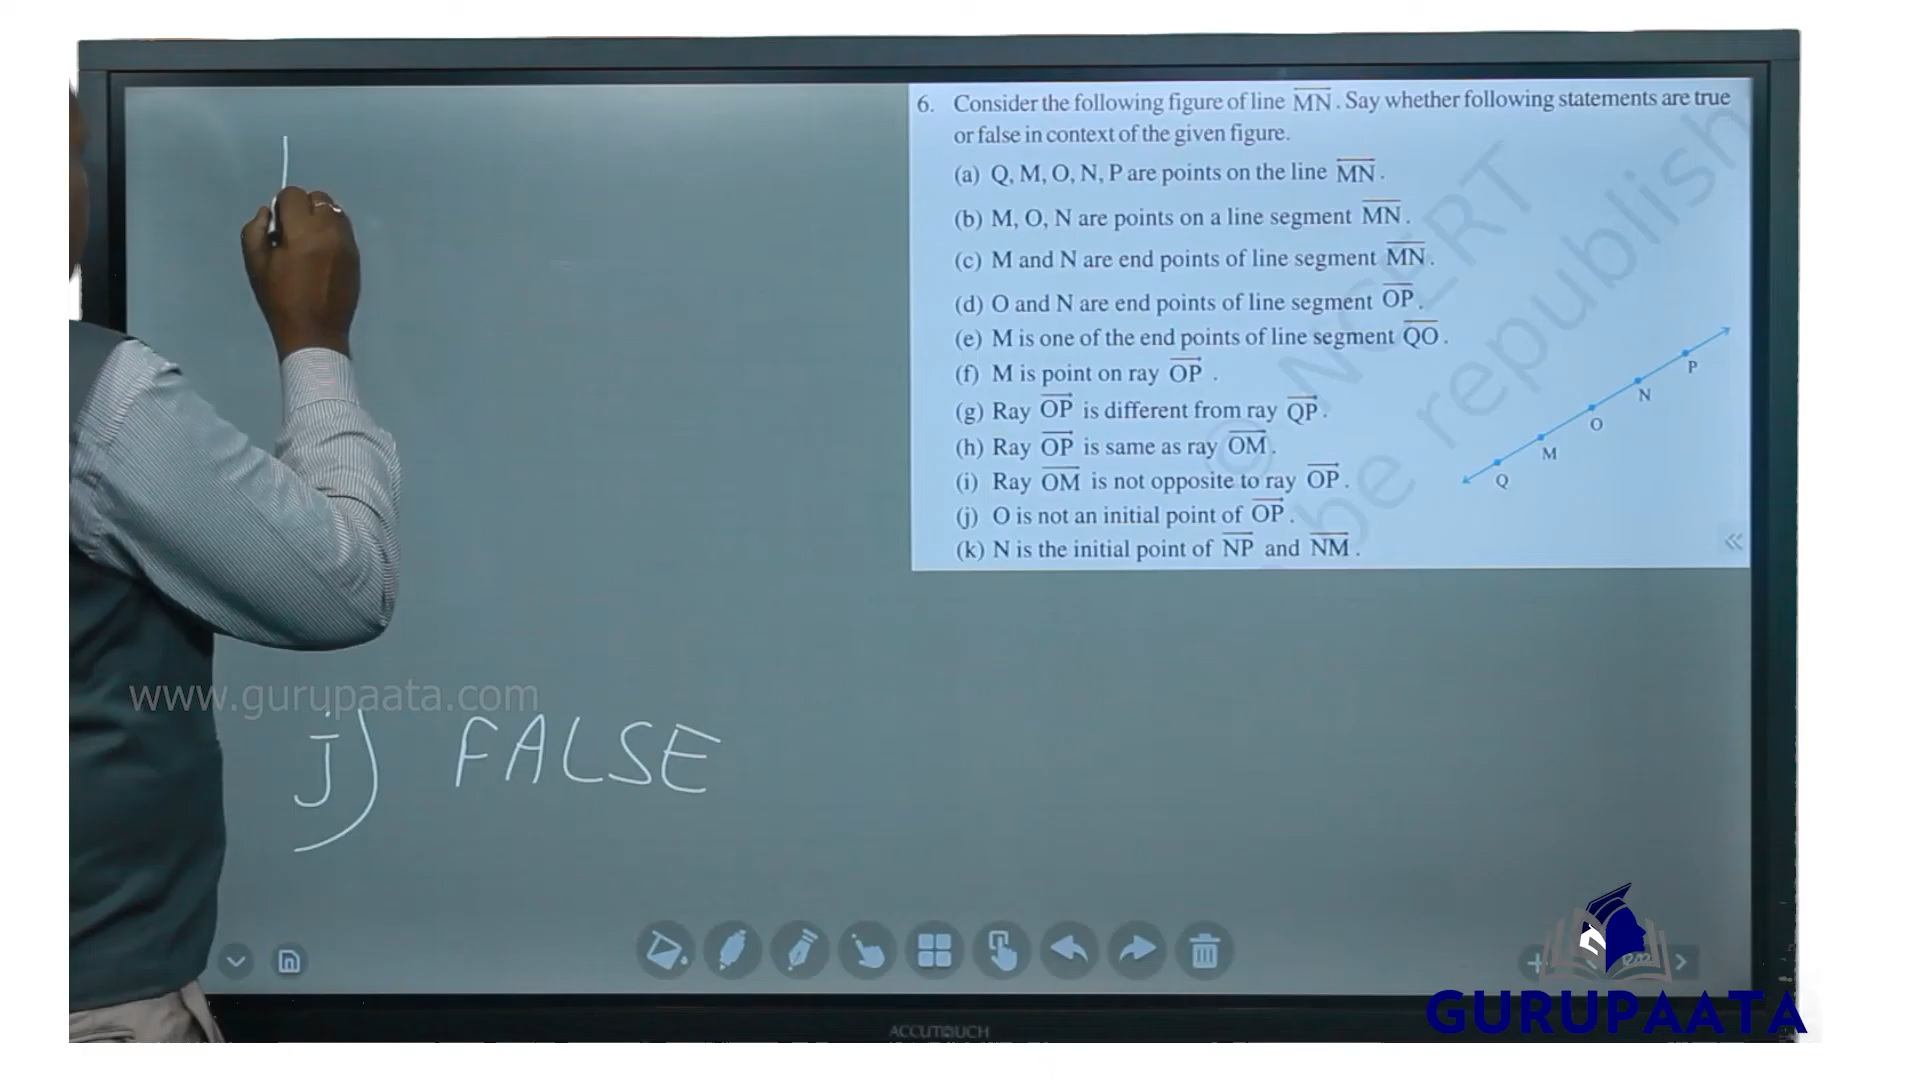 6. Consider the following figure of line MN. Say whether following statements are true
or false in context of the given figure.
(a) Q, M, O, N, P are points on the line MN.
(b) M, O, N are points on a line segment MN.
(c) M and N are end points of line segment MN.
(d) O and N are end points of line segment OP.
(e) M is one of the end points of line segment QO.
(f) M is point on ray OP.
(g) Ray OP is different from ray QP.
(h) Ray OP is same as ray OM.
(i) Ray OM is not opposite to ray OP.
(j) O is not an initial point of OP.
(k) N is the initial point of NP and NM.
P
N
O
M
Q
© NCERT
be republish
www.gurupaata.com
j) FALSE
ACCUTOUCH
GURUPAATA